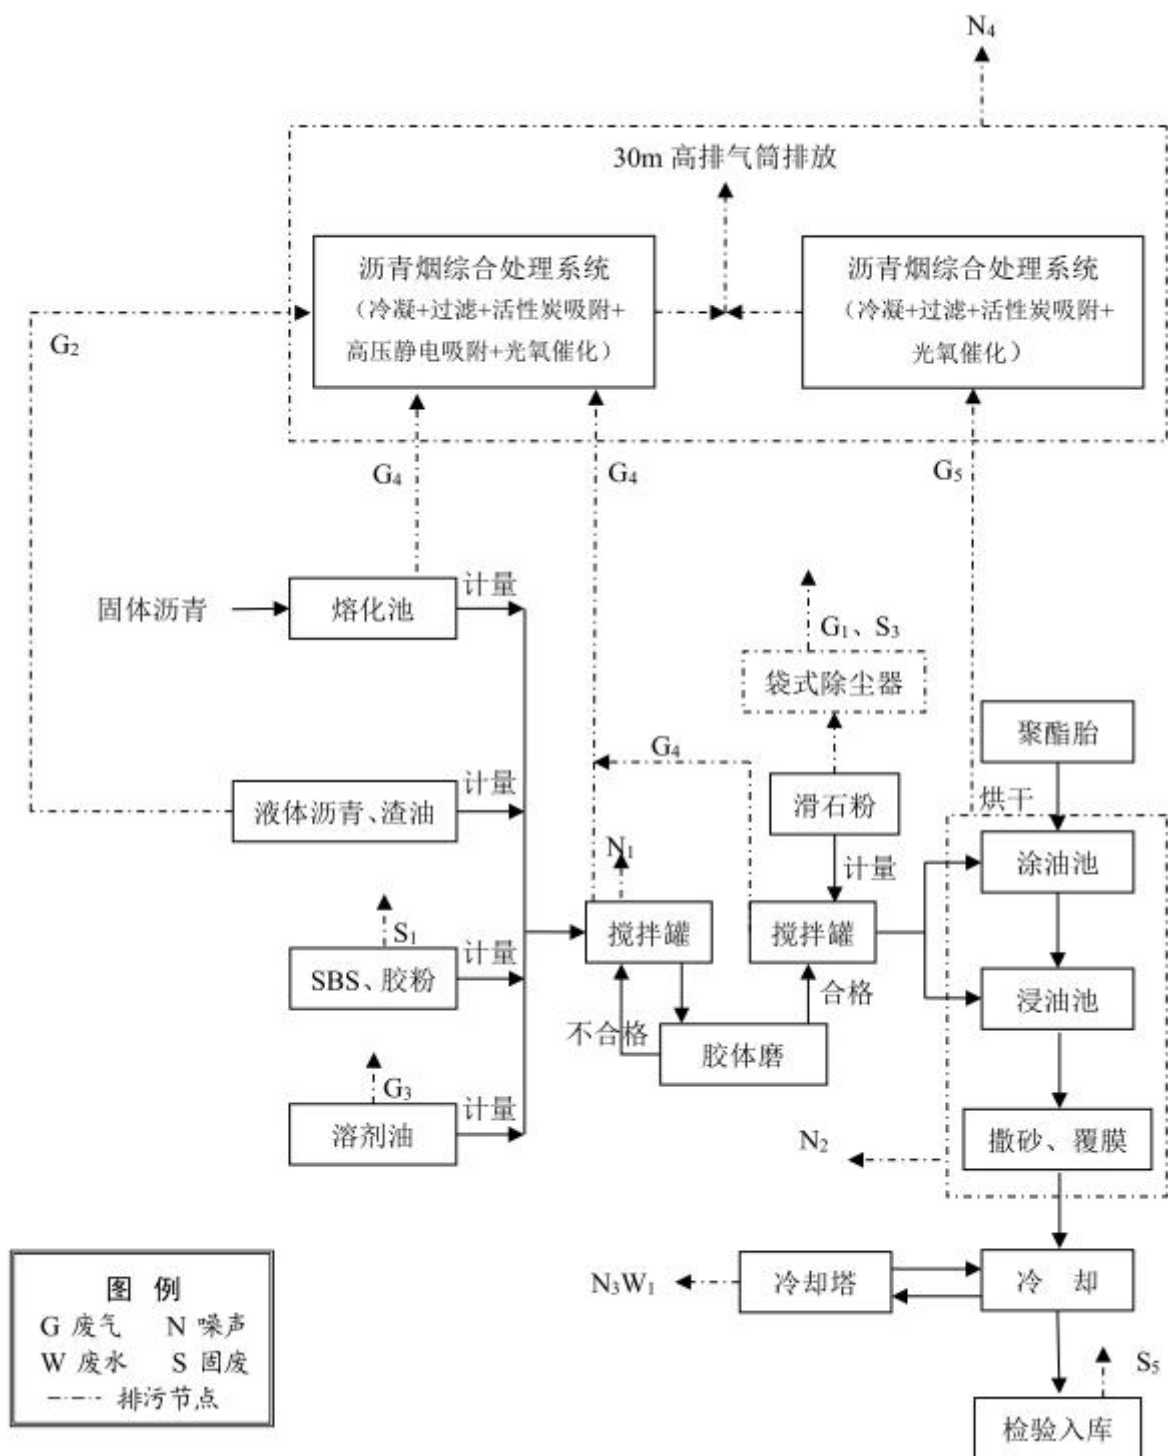 N₄
30m 高排气筒排放
沥青烟综合处理系统
（冷凝+过滤+活性炭吸附+
高压静电吸附+光氧催化）
沥青烟综合处理系统
（冷凝+过滤+活性炭吸附+
光氧催化）
G₂
G₄
G₄
G₅
固体沥青
熔化池
计量
G₁、S₃
袋式除尘器
聚酯胎
G₄
滑石粉
烘干
液体沥青、渣油
计量
N₁
计量
涂油池
S₁
SBS、胶粉
计量
搅拌罐
搅拌罐
合格
浸油池
不合格
胶体磨
G₃
溶剂油
计量
N₂
撒砂、覆膜
N₃W₁
冷却塔
冷 却
S₅
检验入库
图 例
G 废气 N 噪声
W 废水 S 固废
排污节点